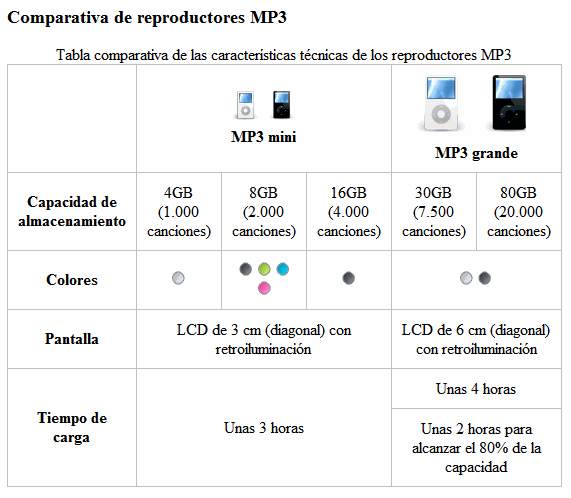 Comparativa de reproductores MP3
Tabla comparativa de las caracteristicas técnicas de los reproductores MP3
MP3 mini
MP3 grande
Capacidad de
almacenamiento
4GB
(1.000
canciones)
8GB
(2.000
canciones)
16GB
(4.000
canciones)
30GB
(7.500
canciones)
80GB
(20.000
canciones)
Colores
Pantalla
LCD de 3 cm (diagonal) con
retroiluminación
LCD de 6 cm (diagonal)
con retroiluminación
Tiempo de
carga
Unas 3 horas
Unas 4 horas
Unas 2 horas para
alcanzar el 80% de la
capacidad